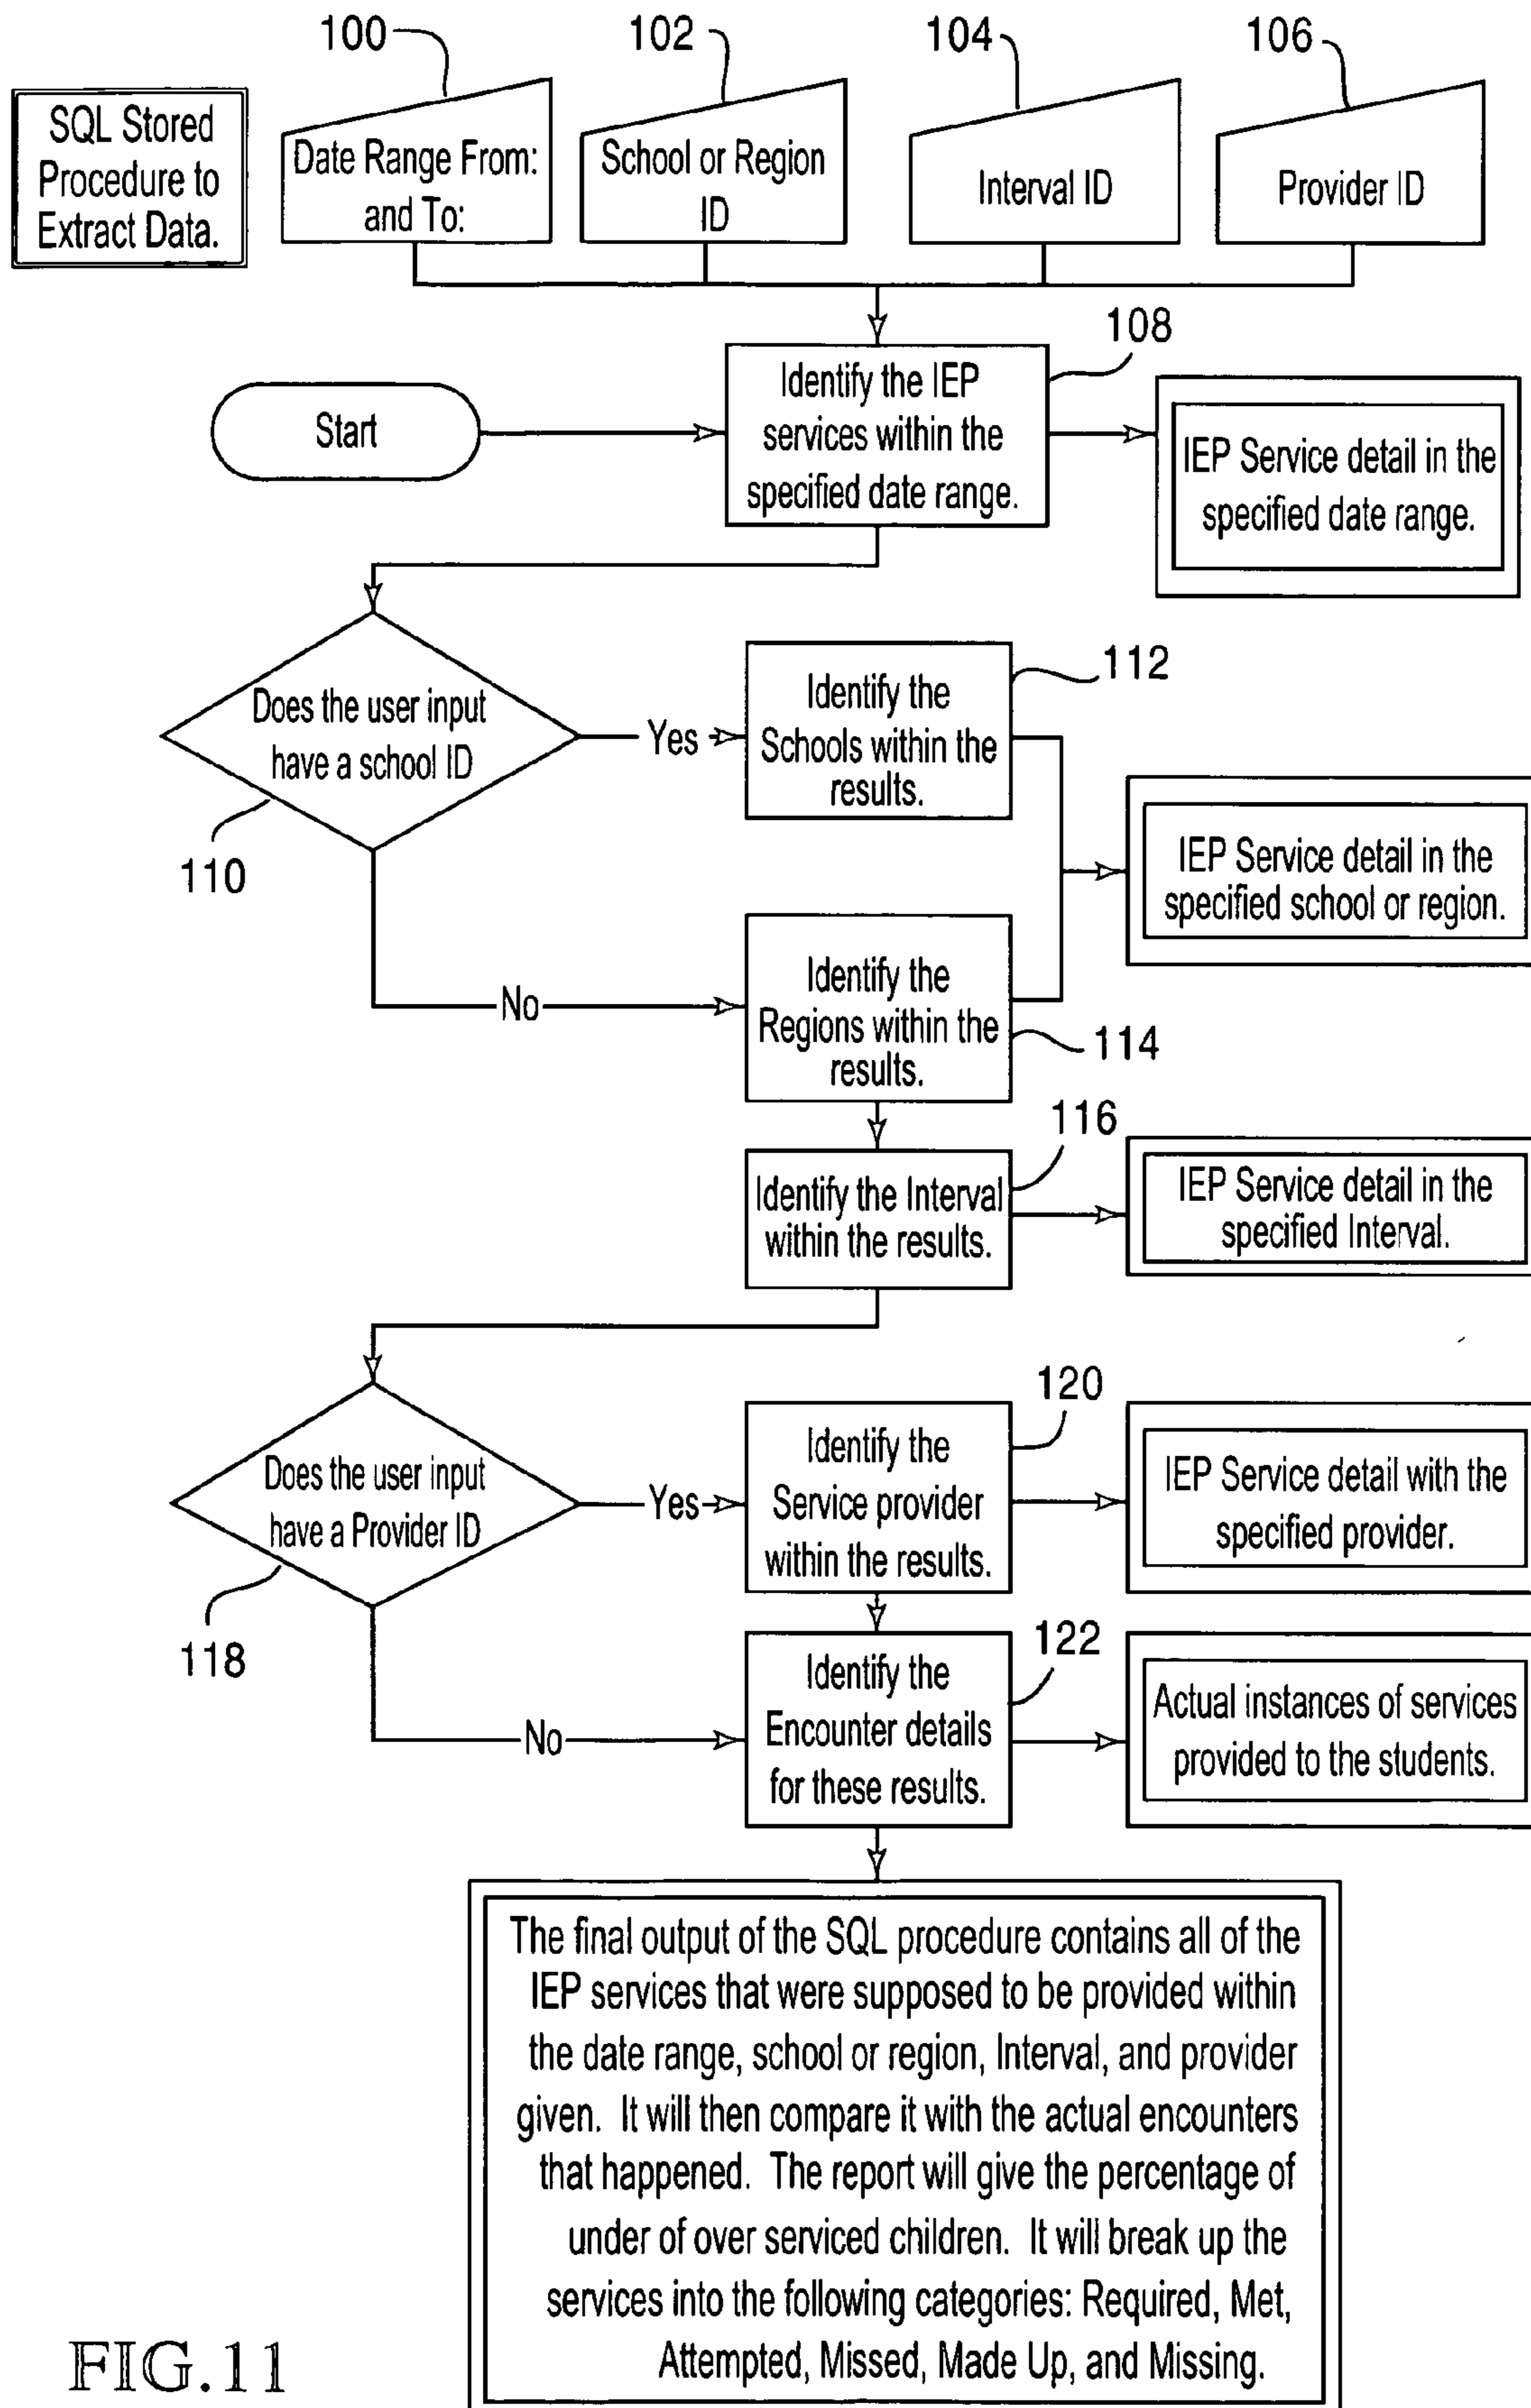 100
102
104
106
SQL Stored
Procedure to
Extract Data.
Date Range From:
and To:
School or Region
ID
Interval ID
Provider ID
108
Start
Identify the IEP
services within the
specified date range.
IEP Service detail in the
specified date range.
Does the user input
have a school ID
110
Yes
Identify the
Schools within the
results.
112
IEP Service detail in the
specified school or region.
No
Identify the
Regions within the
results.
114
116
Identify the Interval
within the results.
IEP Service detail in the
specified Interval.
Does the user input
have a Provider ID
118
Yes
120
Identify the
Service provider
within the results.
IEP Service detail with the
specified provider.
No
122
Identify the
Encounter details
for these results.
Actual instances of services
provided to the students.
The final output of the SQL procedure contains all of the
IEP services that were supposed to be provided within
the date range, school or region, Interval, and provider
given. It will then compare it with the actual encounters
that happened. The report will give the percentage of
under of over serviced children. It will break up the
services into the following categories: Required, Met,
Attempted, Missed, Made Up, and Missing.
FIG.11